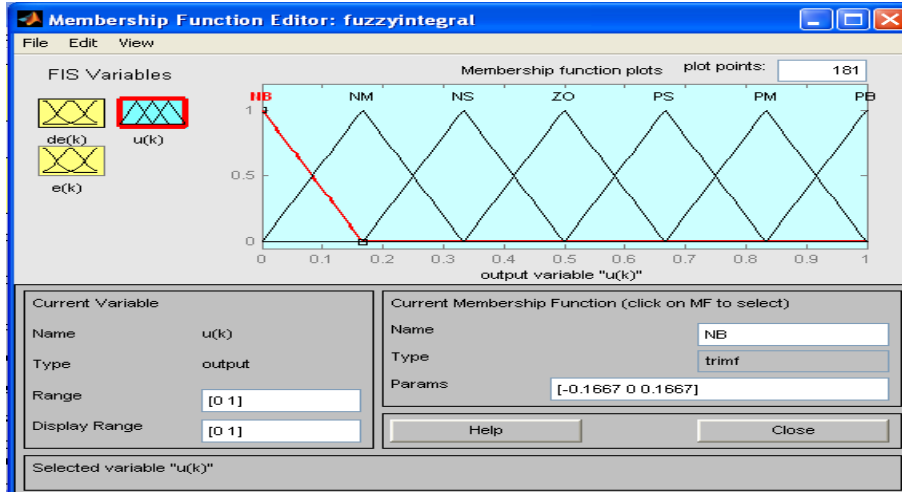 Membership Function Editor: fuzzyintegral
File Edit View
FIS Variables
de(k) u(k)
e(k)
Membership function plots plot points: 181
NB NM NS ZO PS PM PB
1
0.5
0
0 0.1 0.2 0.3 0.4 0.5 0.6 0.7 0.8 0.9 1
output variable "u(k)"
Current Variable
Name u(k)
Type output
Range [0 1]
Display Range [0 1]
Current Membership Function (click on MF to select)
Name NB
Type trimf
Params [-0.1667 0 0.1667]
Help Close
Selected variable "u(k)"